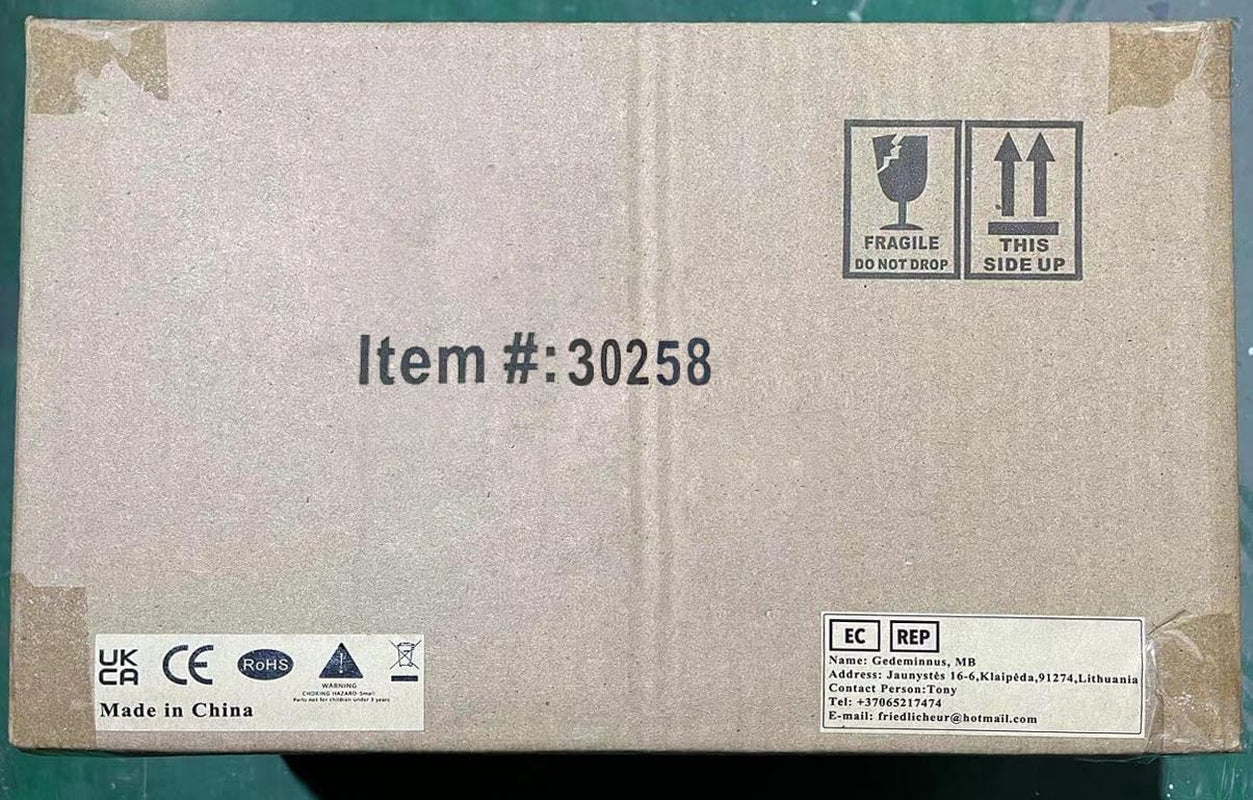 FRAGILE
DO NOT DROP
THIS
SIDE UP
Item #:30258
UK
CA
CE
RoHS
WARNING
CHOKING HAZARD-Small
Parts not for children under 3 years
Made in China
EC REP
Name: Gedeminnus, MB
Address: Jaunystės 16-6,Klaipėda,91274,Lithuania
Contact Person:Tony
Tel: +37065217474
E-mail: friedlicheur@hotmail.com